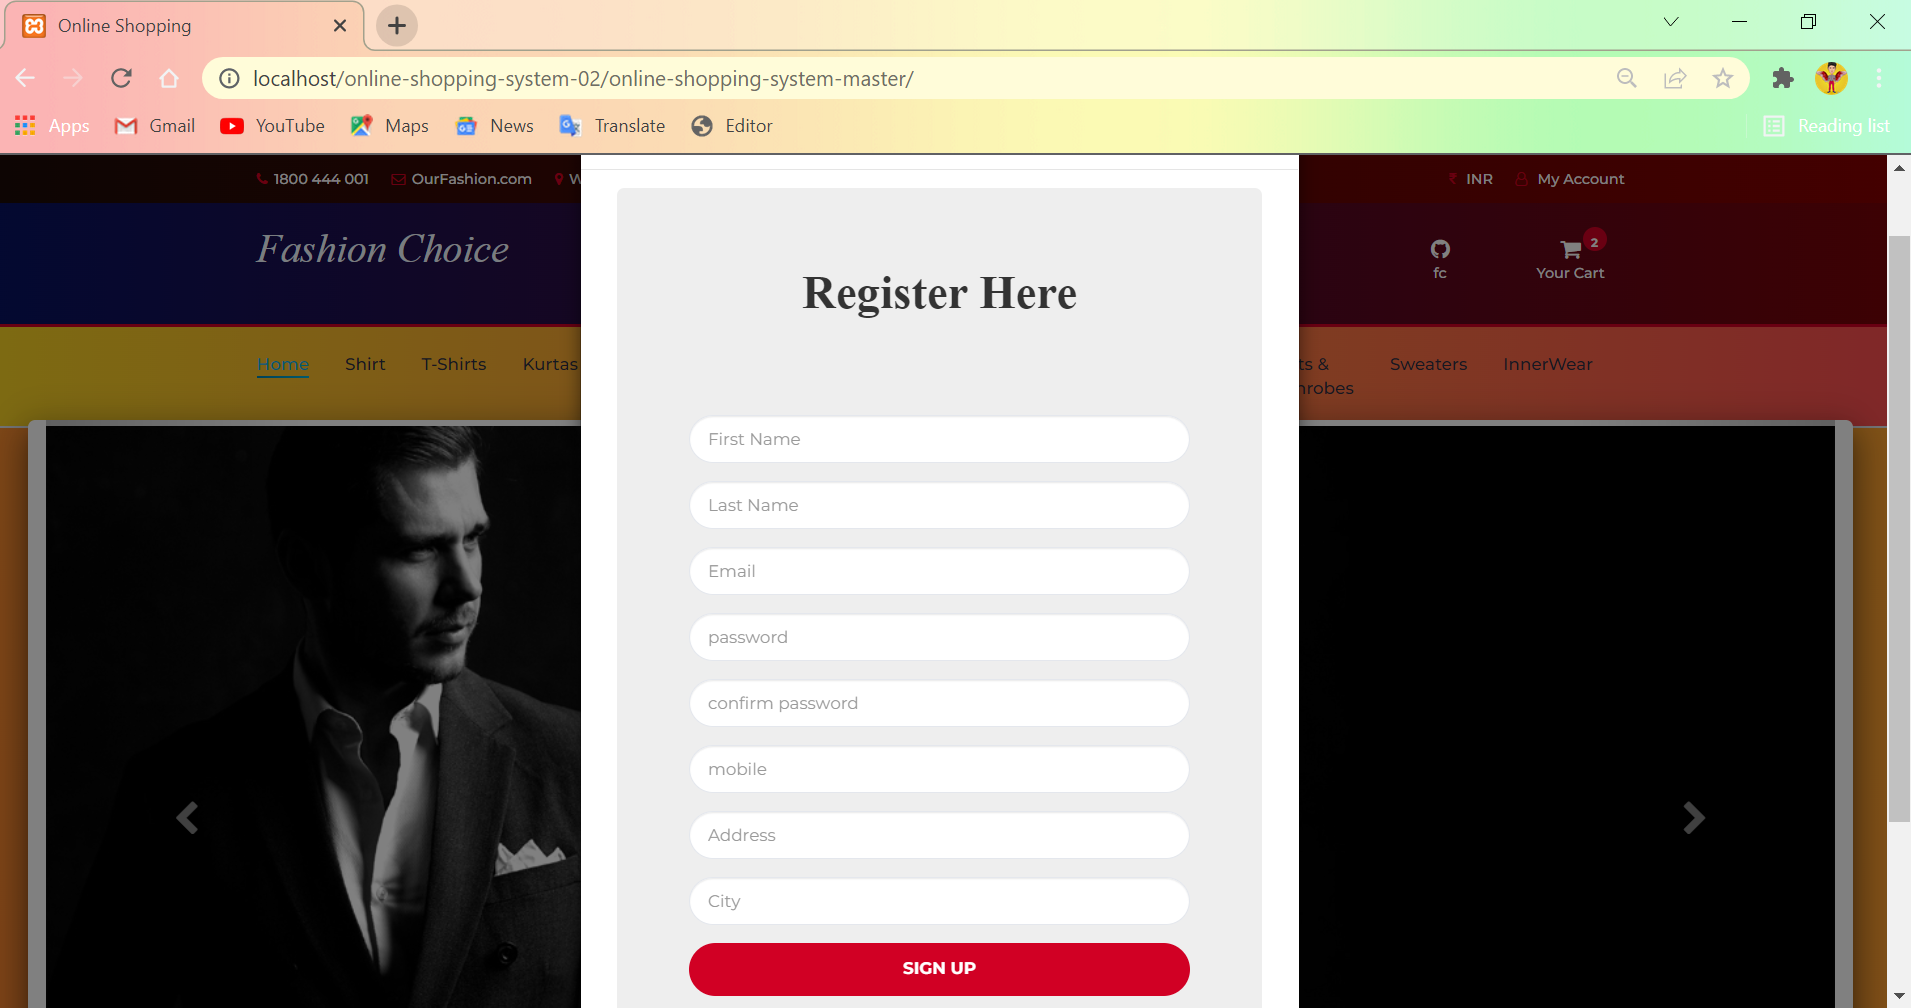 Online Shopping
localhost/online-shopping-system-02/online-shopping-system-master/
Apps Gmail YouTube Maps News Translate Editor Reading list
1800 444 001 OurFashion.com W INR My Account
Fashion Choice
fc
2
Your Cart
Home Shirt T-Shirts Kurtas ts & Sweaters InnerWear
hrobes
Register Here
First Name
Last Name
Email
password
confirm password
mobile
Address
City
SIGN UP